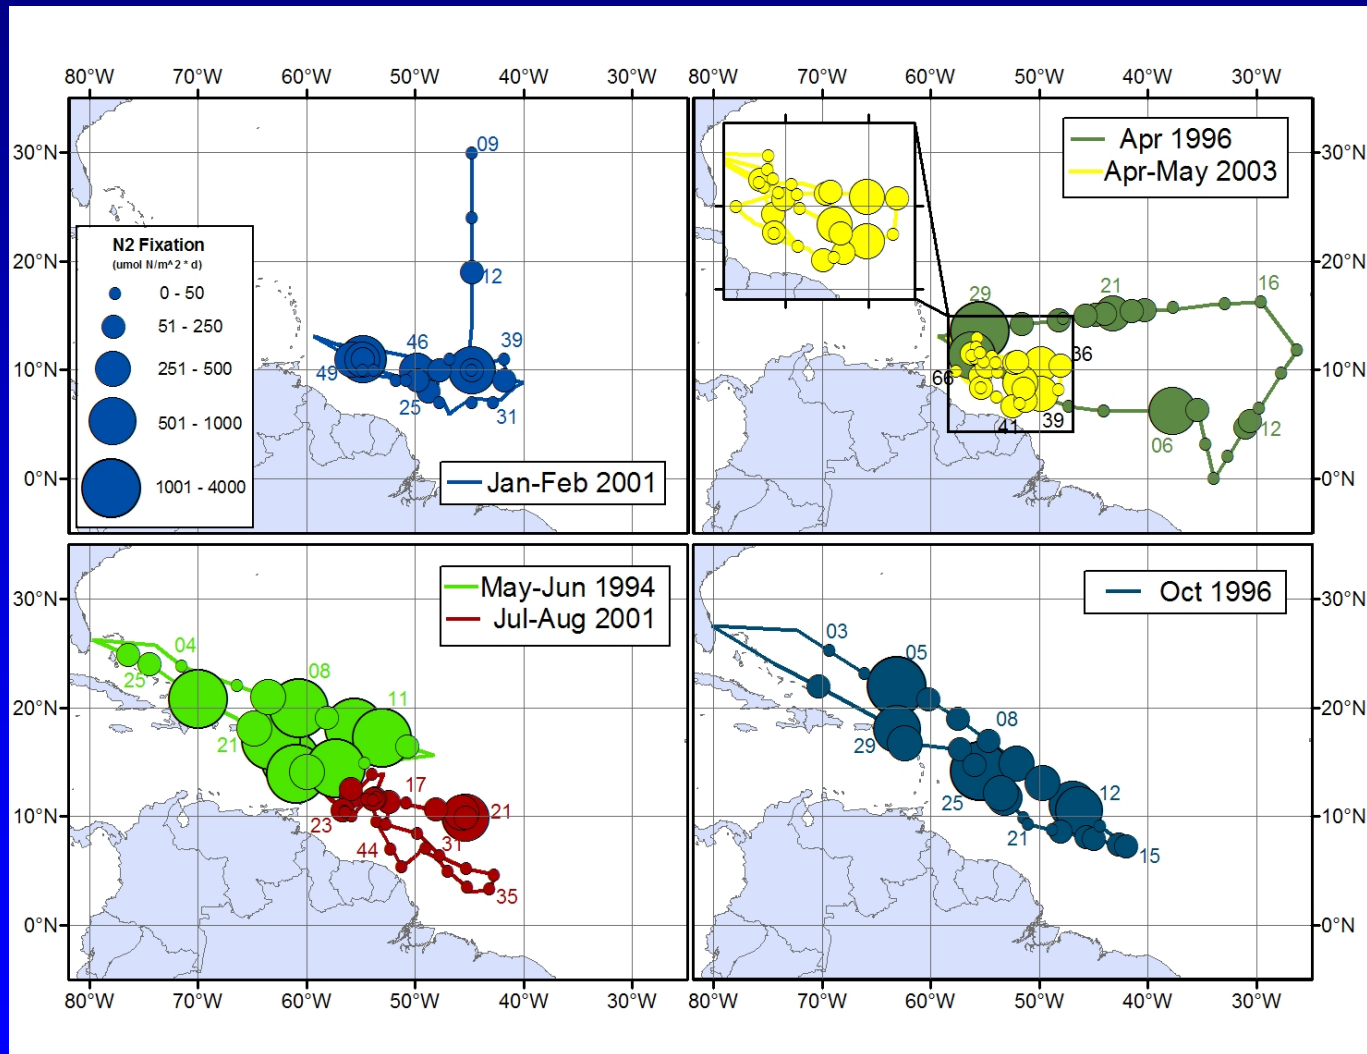 80°W 70°W 60°W 50°W 40°W 30°W 80°W 70°W 60°W 50°W 40°W 30°W
30°N
20°N
10°N
0°N
09
12
46
39
49
25
31
N2 Fixation
(umol N/m^2 * d)
0 - 50
51 - 250
251 - 500
501 - 1000
1001 - 4000
Jan-Feb 2001
Apr 1996
Apr-May 2003
29
21
16
36
66
06
12
41
39
30°N
20°N
10°N
0°N
30°N
20°N
10°N
0°N
May-Jun 1994
Jul-Aug 2001
04
08
25
11
21
17
21
23
31
44
35
Oct 1996
03
05
08
29
12
25
21
15
30°N
20°N
10°N
0°N
80°W 70°W 60°W 50°W 40°W 30°W 80°W 70°W 60°W 50°W 40°W 30°W